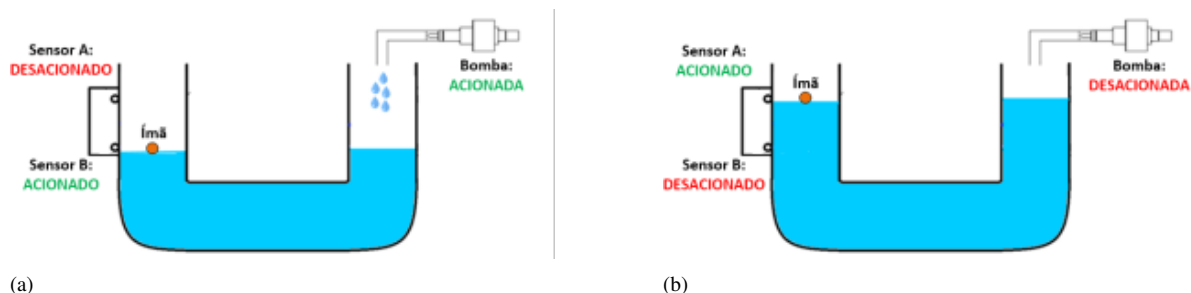 Sensor A:
DESACIONADO
Bomba:
ACIONADA
Ímã
Sensor B:
ACIONADO
(a)
Sensor A:
ACIONADO
Ímã
Bomba:
DESACIONADA
Sensor B:
DESACIONADO
(b)